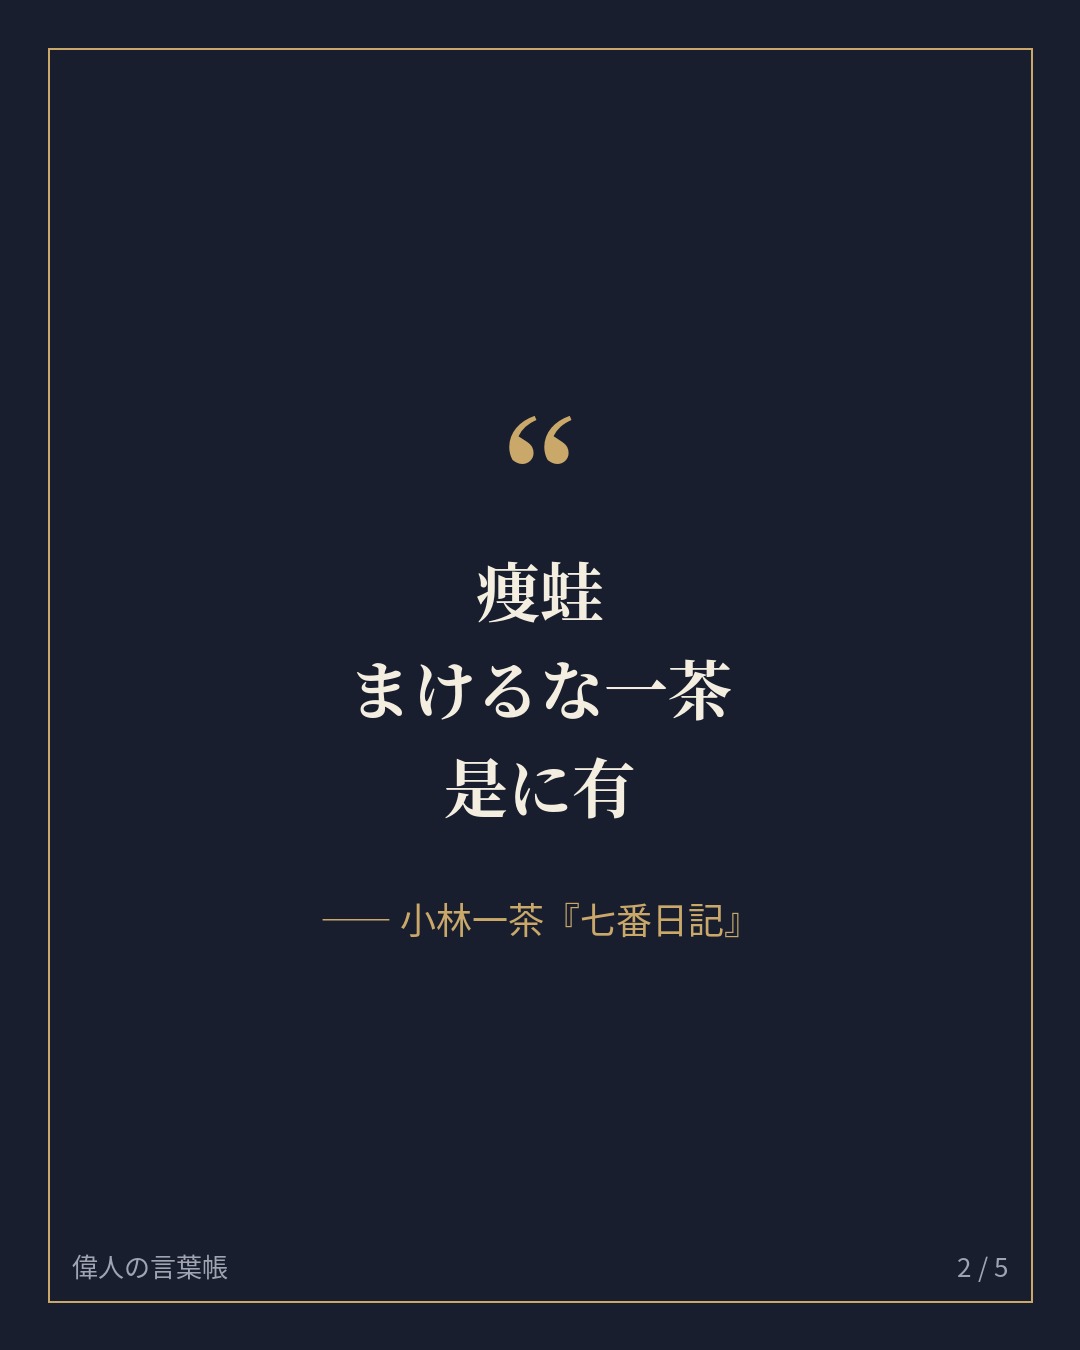 “
痩蛙
まけるな一茶
是に有
—— 小林一茶『七番日記』
偉人の言葉帳
2 / 5